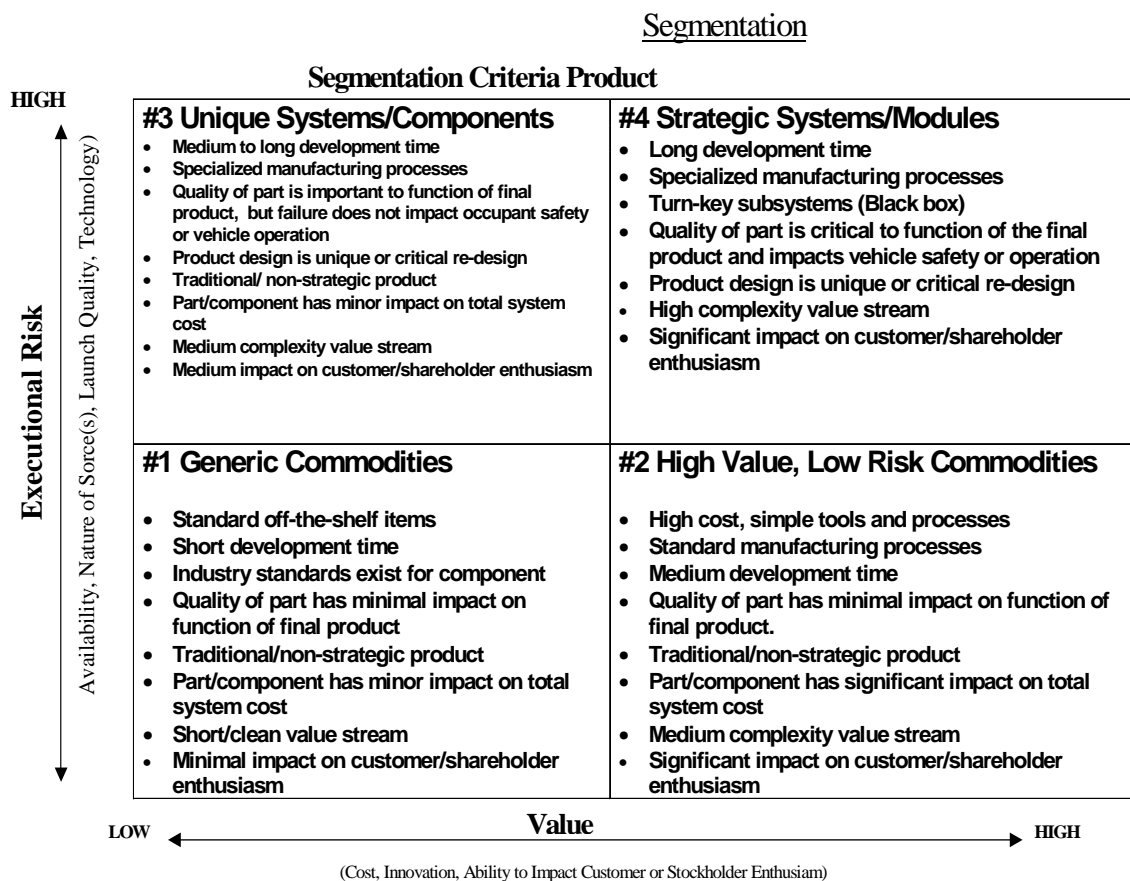 Segmentation
Segmentation Criteria Product
HIGH
#3 Unique Systems/Components
• Medium to long development time
• Specialized manufacturing processes
• Quality of part is important to function of final
product, but failure does not impact occupant safety
or vehicle operation
• Product design is unique or critical re-design
• Traditional/ non-strategic product
• Part/component has minor impact on total system
cost
• Medium complexity value stream
• Medium impact on customer/shareholder enthusiasm
#4 Strategic Systems/Modules
• Long development time
• Specialized manufacturing processes
• Turn-key subsystems (Black box)
• Quality of part is critical to function of the final
product and impacts vehicle safety or operation
• Product design is unique or critical re-design
• High complexity value stream
• Significant impact on customer/shareholder
enthusiasm
Executional Risk
Availability, Nature of Sorce(s), Launch Quality, Technology)
#1 Generic Commodities
• Standard off-the-shelf items
• Short development time
• Industry standards exist for component
• Quality of part has minimal impact on
function of final product
• Traditional/non-strategic product
• Part/component has minor impact on total
system cost
• Short/clean value stream
• Minimal impact on customer/shareholder
enthusiasm
#2 High Value, Low Risk Commodities
• High cost, simple tools and processes
• Standard manufacturing processes
• Medium development time
• Quality of part has minimal impact on function of
final product.
• Traditional/non-strategic product
• Part/component has significant impact on total
system cost
• Medium complexity value stream
• Significant impact on customer/shareholder
enthusiasm
LOW
Value
HIGH
(Cost, Innovation, Ability to Impact Customer or Stockholder Enthusiam)